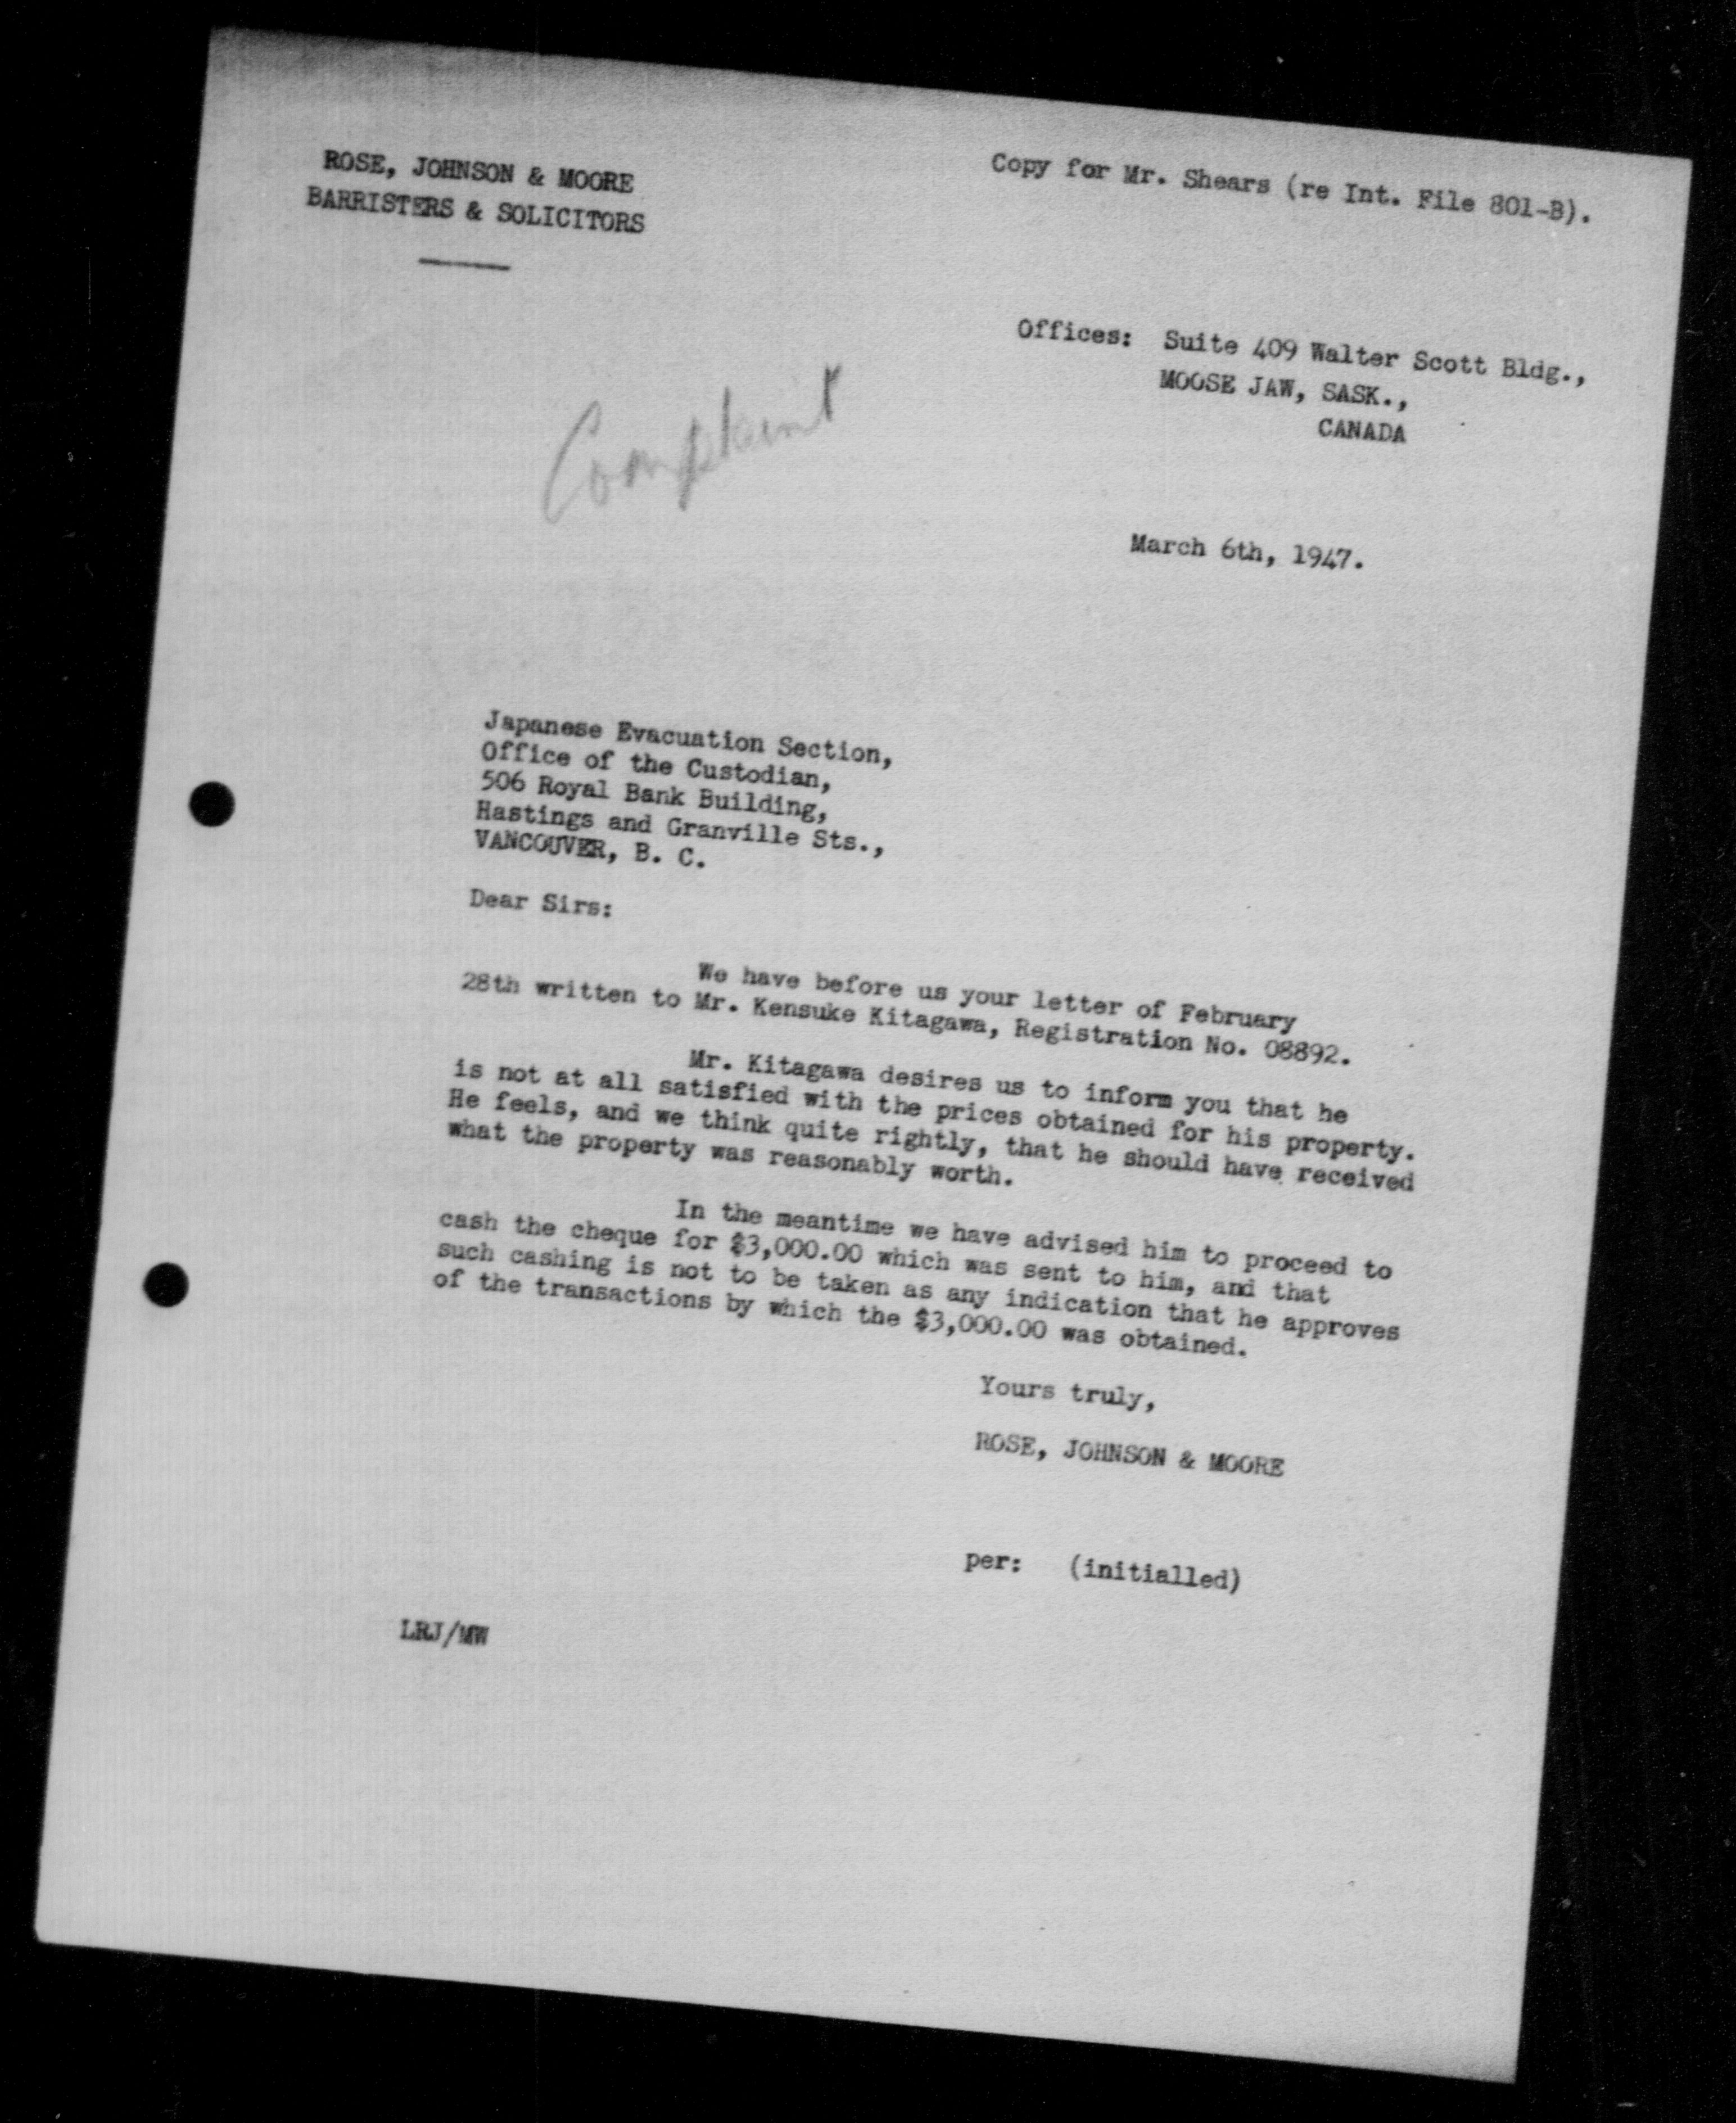 ROSE, JOHNSON & MOORE
BARRISTERS & SOLICITORS
Copy for Mr. Shears (re Int. File 801-B).
Offices: Suite 409 Walter Scott Bldg.,
MOOSE JAW, SASK.,
CANADA
Complaint
March 6th, 1947.
Japanese Evacuation Section,
Office of the Custodian,
506 Royal Bank Building,
Hastings and Granville Sts.,
VANCOUVER, B. C.
Dear Sirs:
We have before us your letter of February
28th written to Mr. Kensuke Kitagawa, Registration No. 08892.
Mr. Kitagawa desires us to inform you that he
is not at all satisfied with the prices obtained for his property.
He feels, and we think quite rightly, that he should have received
what the property was reasonably worth.
In the meantime we have advised him to proceed to
cash the cheque for $3,000.00 which was sent to him, and that
such cashing is not to be taken as any indication that he approves
of the transactions by which the $3,000.00 was obtained.
Yours truly,
ROSE, JOHNSON & MOORE
per: (initialled)
LRJ/MW